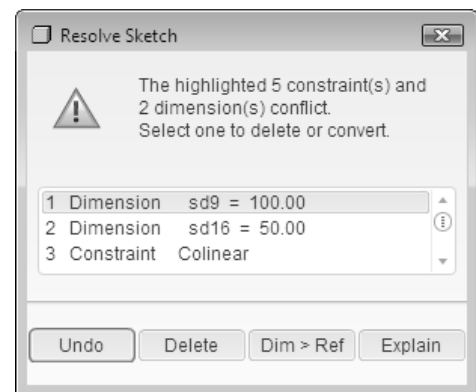 Resolve Sketch
The highlighted 5 constraint(s) and
2 dimension(s) conflict.
Select one to delete or convert.
1 Dimension sd9 = 100.00
2 Dimension sd16 = 50.00
3 Constraint Colinear
Undo Delete Dim > Ref Explain